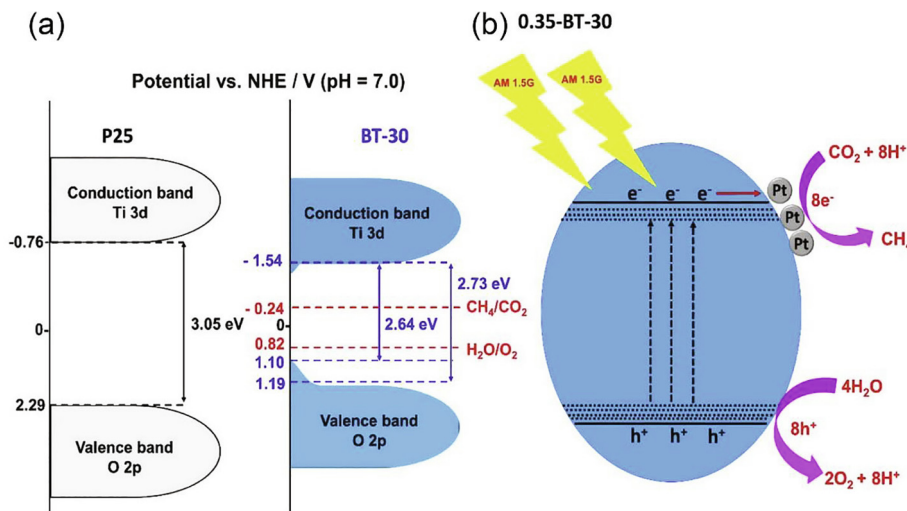 (a)
Potential vs. NHE / V (pH = 7.0)
P25
BT-30
Conduction band
Ti 3d
-0.76
3.05 eV
0
2.29
Valence band
O 2p
Conduction band
Ti 3d
- 1.54
2.73 eV
- 0.24
CH₄/CO₂
2.64 eV
0
0.82
H₂O/O₂
1.10
1.19
Valence band
O 2p
(b)
0.35-BT-30
AM 1.5G
AM 1.5G
e⁻ e⁻ e⁻
Pt
Pt
Pt
CO₂ + 8H⁺
8e⁻
h⁺ h⁺ h⁺
4H₂O
8h⁺
2O₂ + 8H⁺